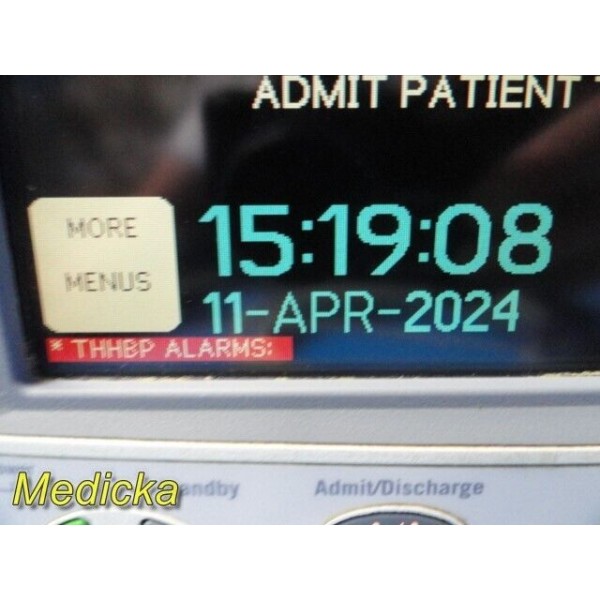 ADMIT PATIENT
MORE
MENUS
15:19:08
11-APR-2024
* THHBP ALARMS:
Medicka
Admit/Discharge